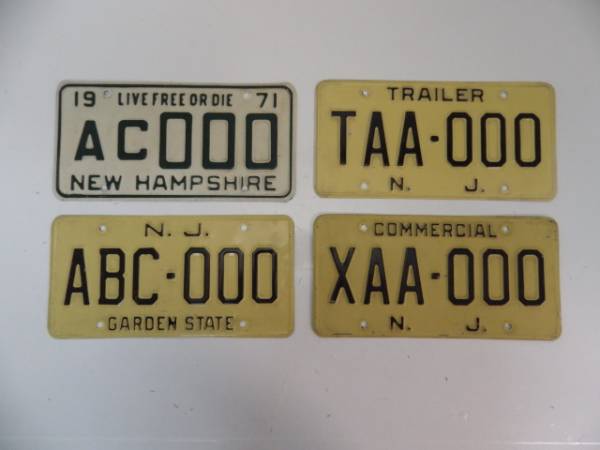 19 LIVE FREE OR DIE 71
AC000
NEW HAMPSHIRE
TRAILER
TAA-000
N. J.
N. J.
ABC-000
GARDEN STATE
COMMERCIAL
XAA-000
N. J.